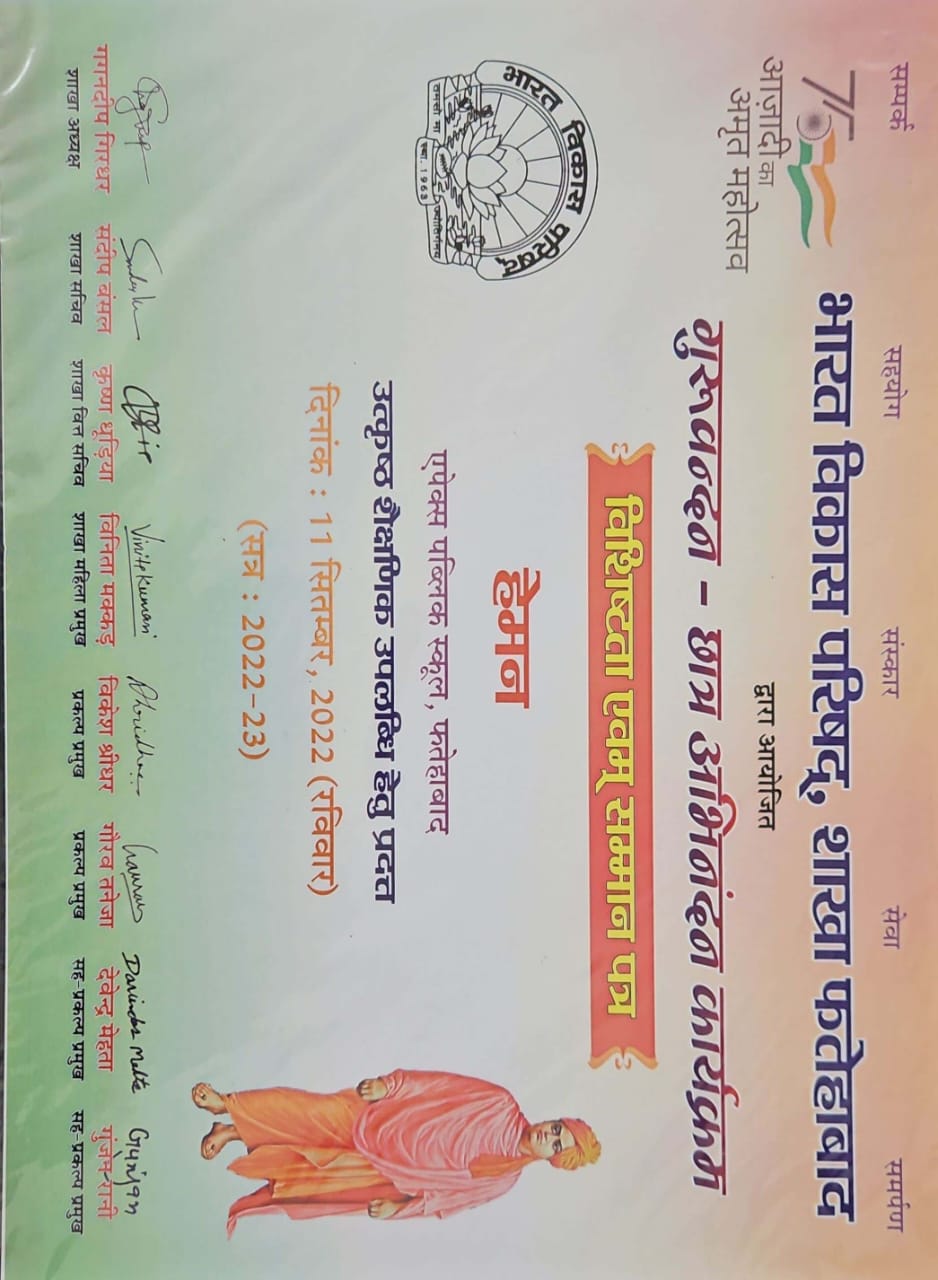 सम्पर्क सहयोग संस्कार सेवा समर्पण
75
आज़ादी का
अमृत महोत्सव
भारत विकास परिषद्, शाखा फतेहाबाद
द्वारा आयोजित
गुरूवन्दन - छात्र अभिनंदन कार्यक्रम
विशिष्टता एवम् सम्मान पत्र
भारत विकास परिषद्
तमसो मा ज्योतिर्गमय
स्था. 1963
हेमन
एपेक्स पब्लिक स्कूल, फतेहाबाद
उत्कृष्ठ शैक्षणिक उपलब्धि हेतु प्रदत्त
दिनांक : 11 सितम्बर, 2022 (रविवार)
(सत्र : 2022-23)
Vinita Kumari Dhridhar Gaurav Davinder Mehta Gunjan
गगनदीप गिरधर संदीप बंसल कृष्ण धूड़िया विनिता मक्कड़ विकेश श्रीधर गौरव तनेजा देवेन्द्र मेहता गुंजन रानी
शाखा अध्यक्ष शाखा सचिव शाखा वित्त सचिव शाखा महिला प्रमुख प्रकल्प प्रमुख प्रकल्प प्रमुख सह-प्रकल्प प्रमुख सह-प्रकल्प प्रमुख